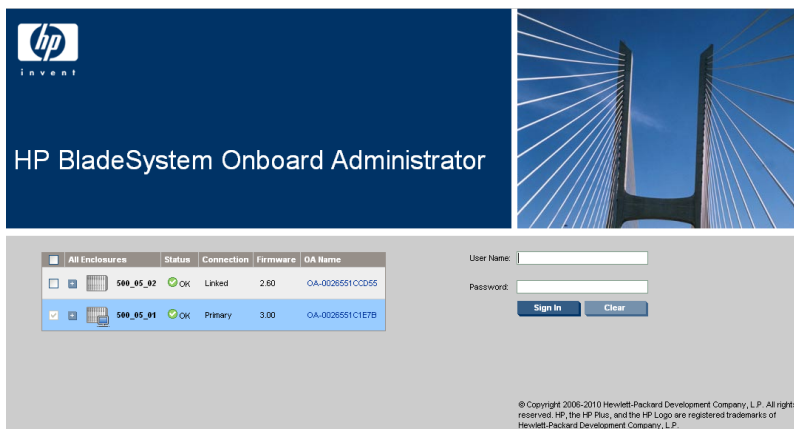 hp
invent
HP BladeSystem Onboard Administrator
All Enclosures Status Connection Firmware OA Name
500_05_02 OK Linked 2.60 OA-0026551CCD55
500_05_01 OK Primary 3.00 OA-0026551C1E7B
User Name:
Password:
Sign In Clear
© Copyright 2006-2010 Hewlett-Packard Development Company, L.P. All rights
reserved. HP, the HP Plus, and the HP Logo are registered trademarks of
Hewlett-Packard Development Company, L.P.